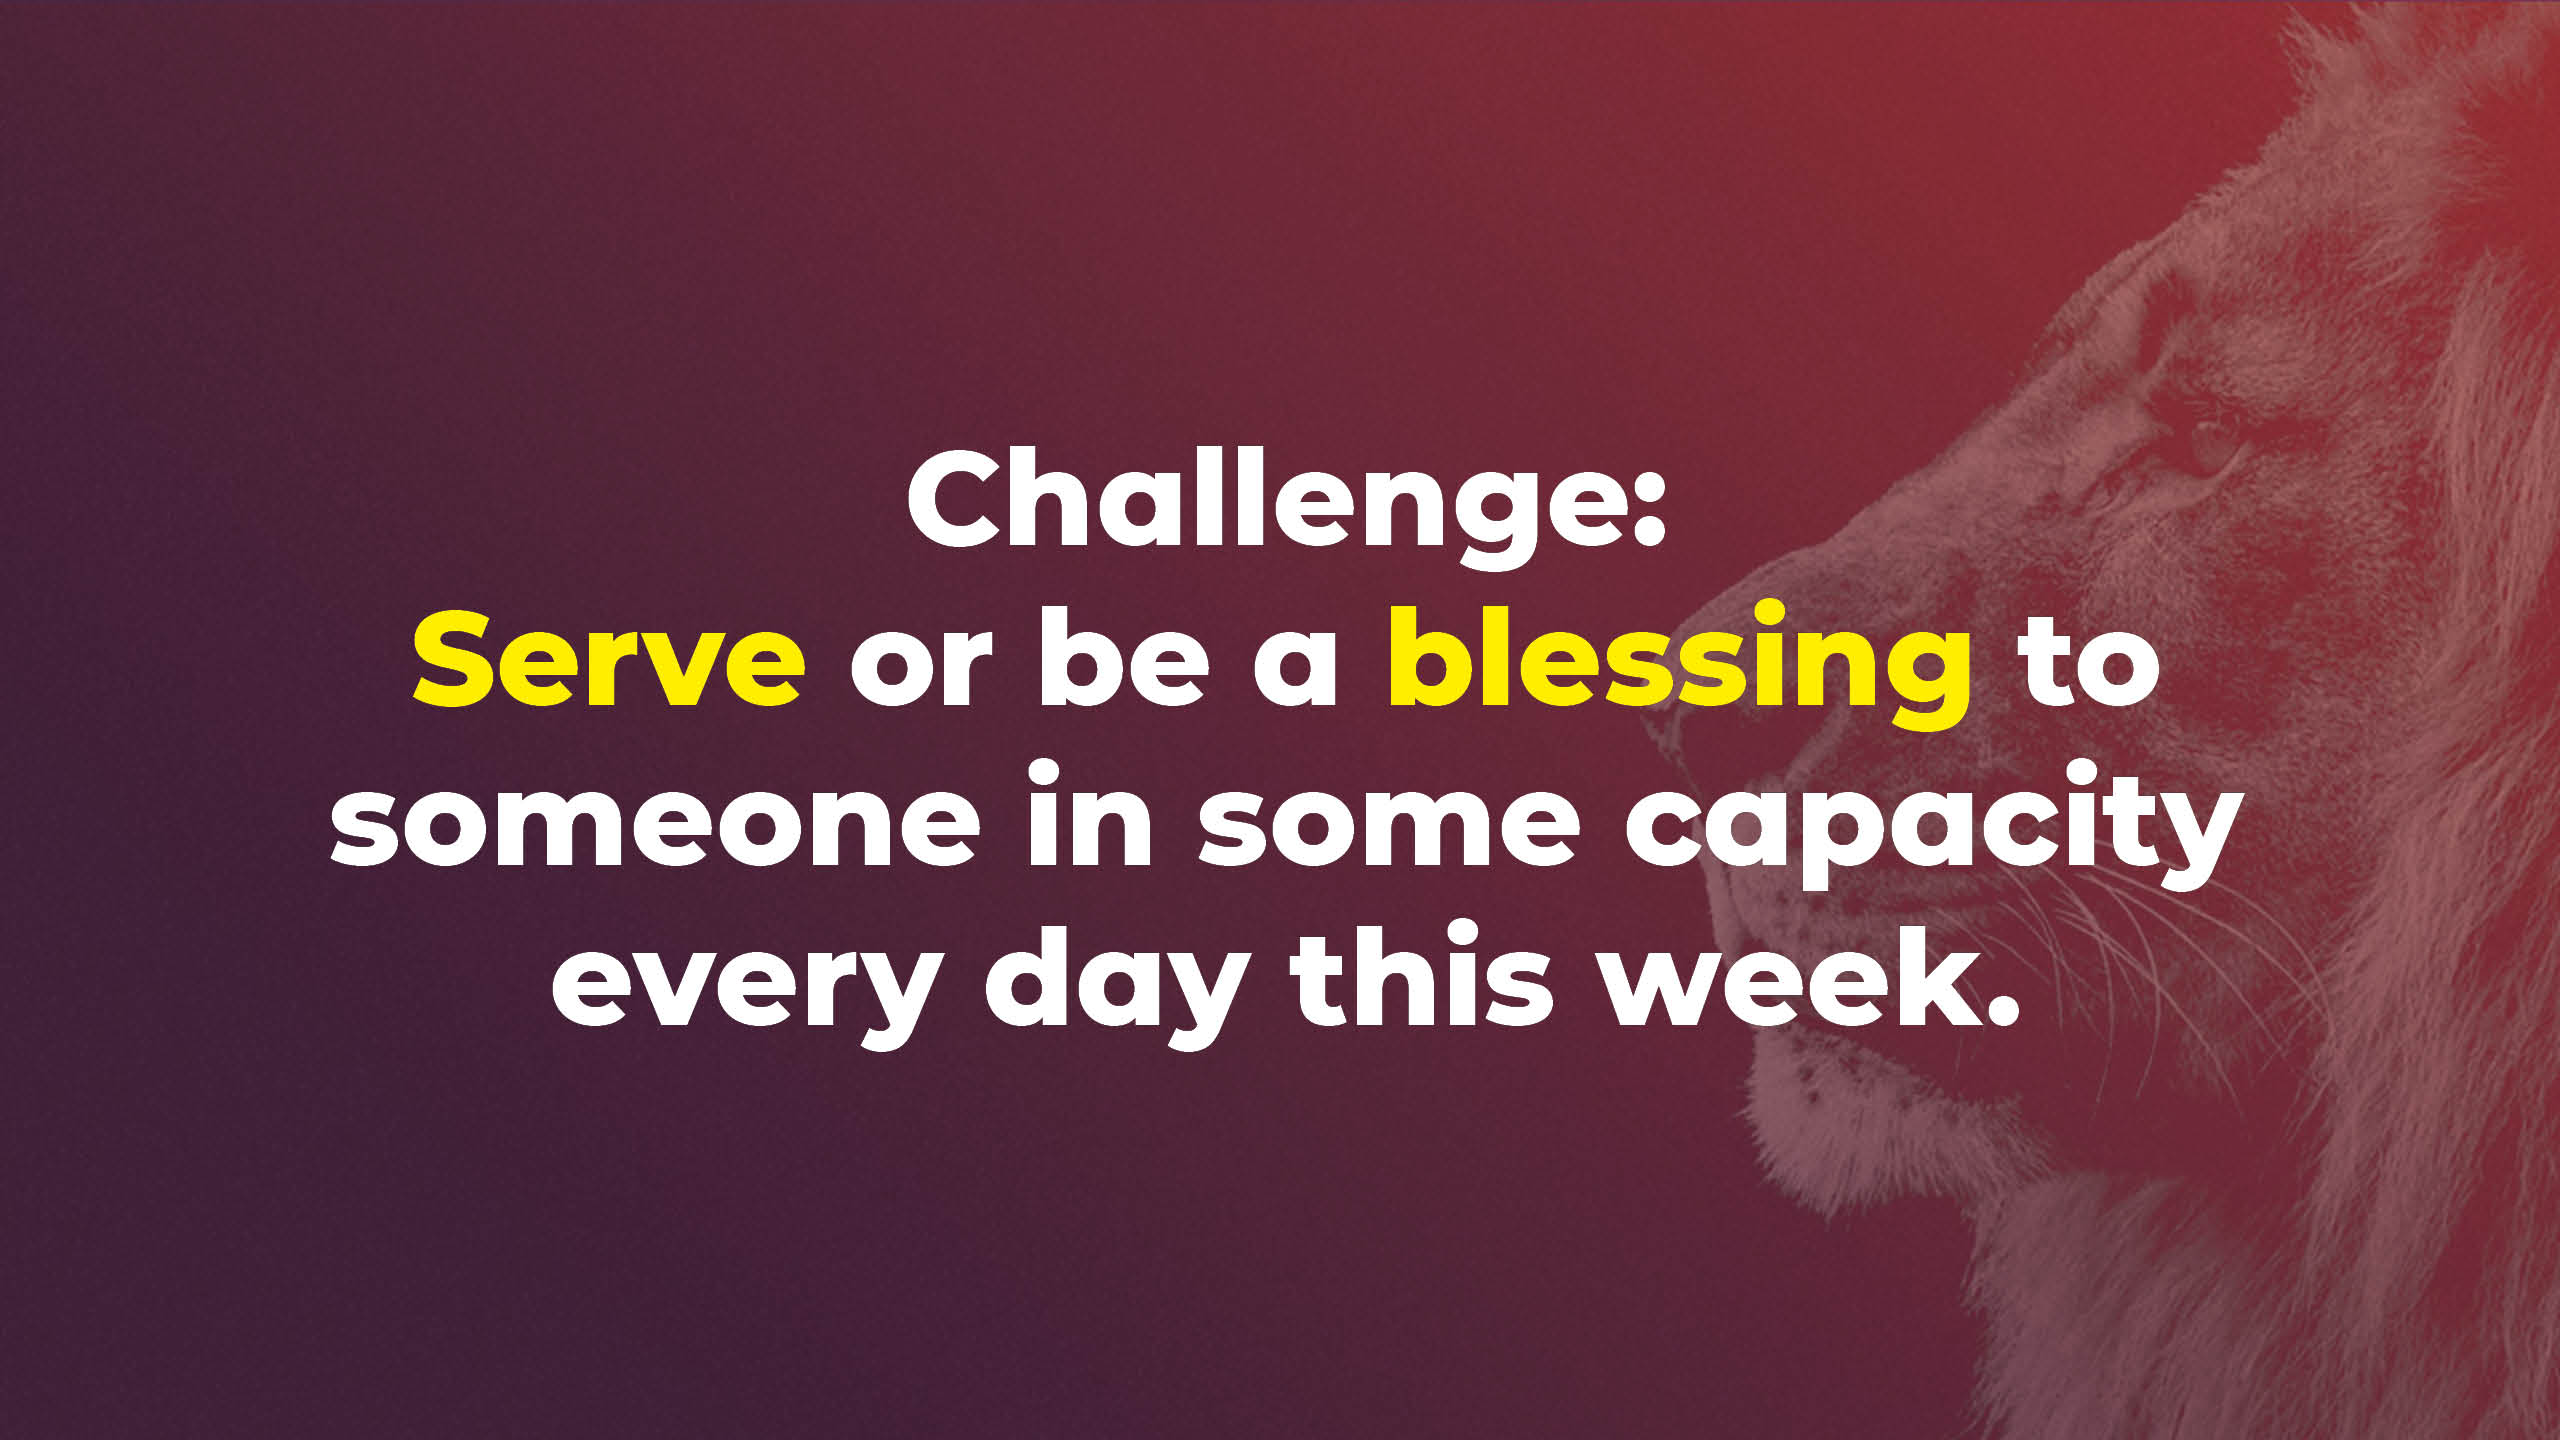 Challenge:
Serve or be a blessing to
someone in some capacity
every day this week.